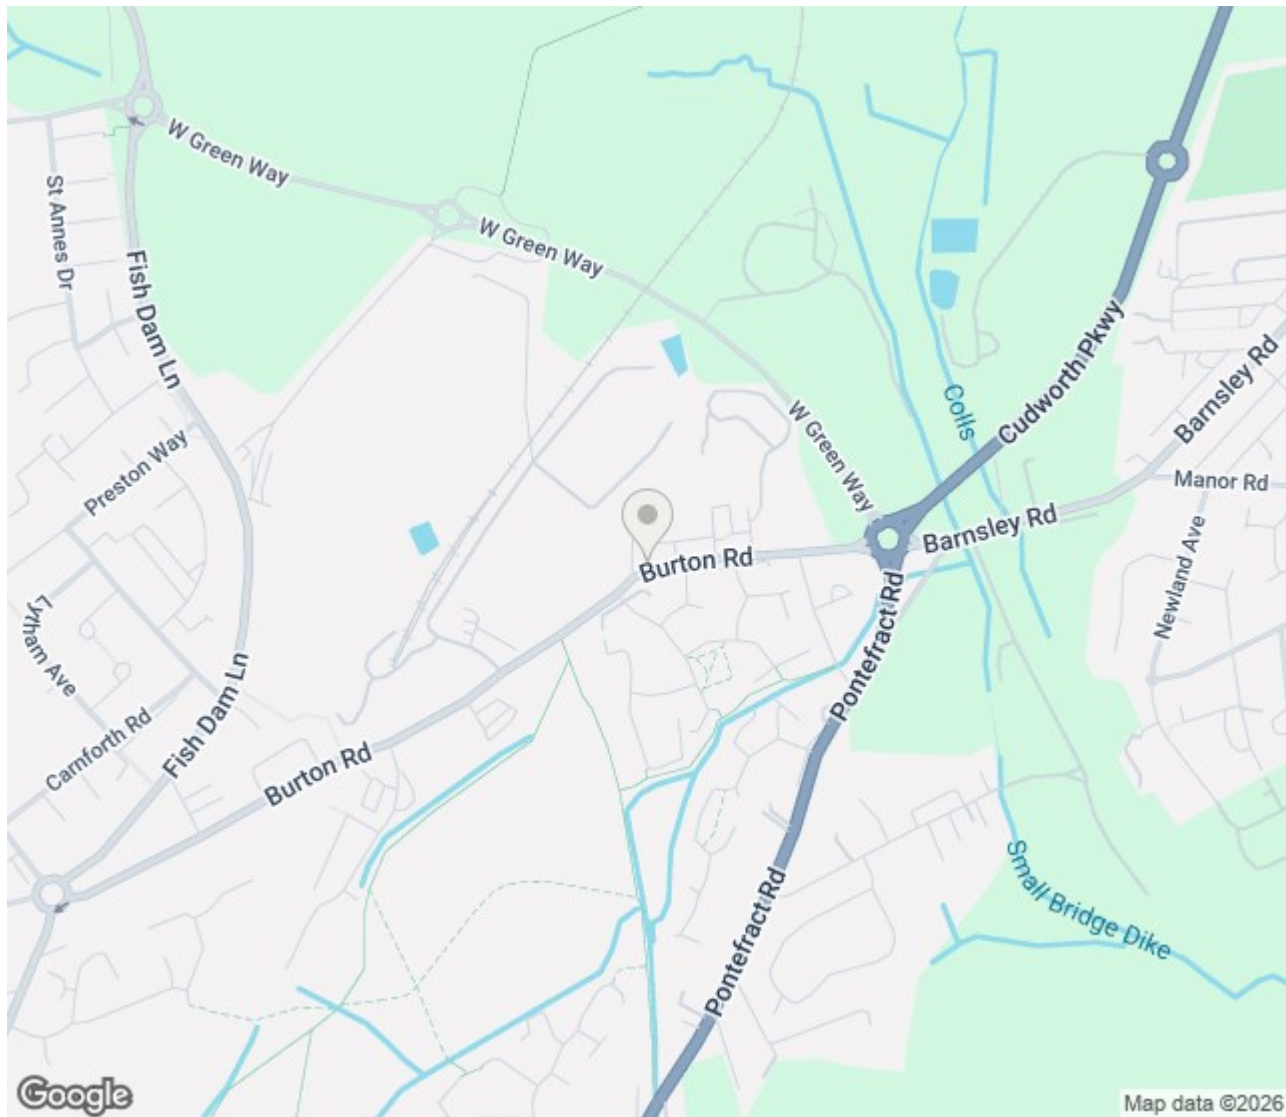 W Green Way
W Green Way
St Annes Dr
Fish Dam Ln
Cudworth Pkwy
Barnsley Rd
Colls
W Green Way
Preston Way
Manor Rd
Barnsley Rd
Burton Rd
Newland Ave
Lytham Ave
Pontefract Rd
Fish Dam Ln
Carnforth Rd
Burton Rd
Small Bridge Dike
Pontefract Rd
Google
Map data ©2026